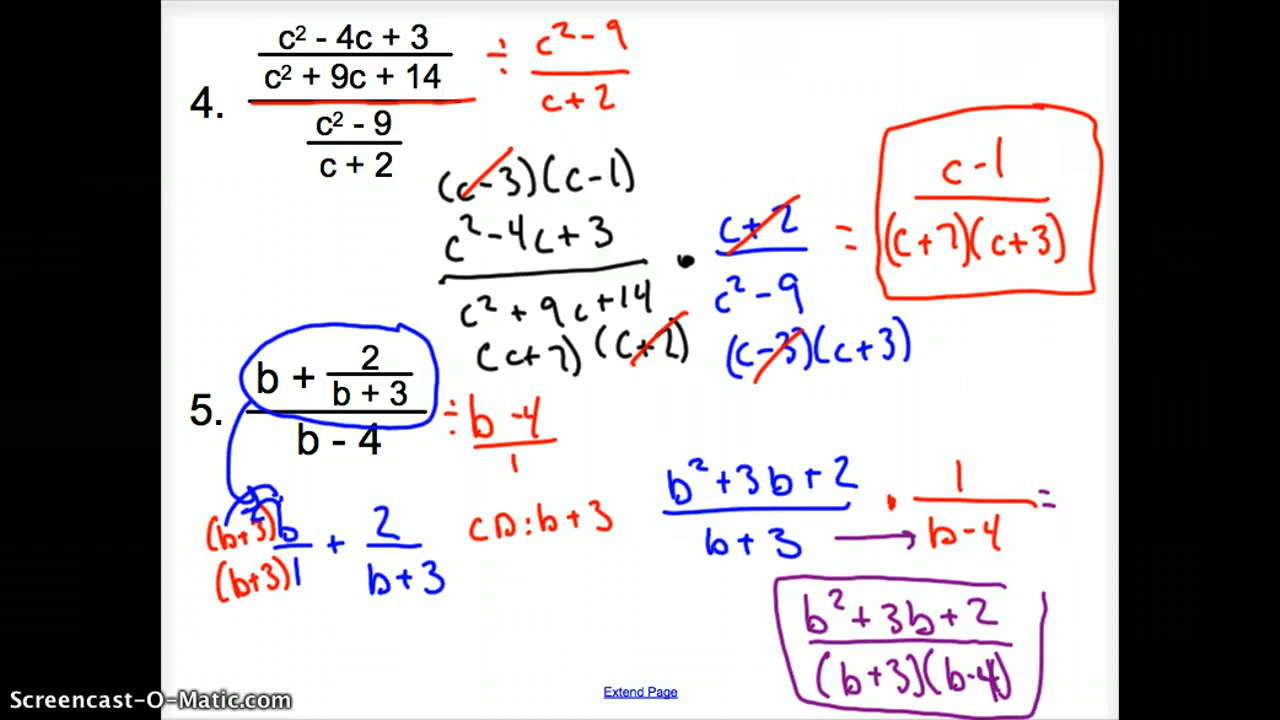 4. (c² - 4c + 3)/(c² + 9c + 14) / (c² - 9)/(c + 2) ÷ (c² - 9)/(c + 2)
(c - 3)(c - 1)
(c² - 4c + 3)/(c² + 9c + 14) • (c + 2)/(c² - 9) = (c - 1)/((c + 7)(c + 3))
(c + 7)(c + 2) (c - 3)(c + 3)
5. (b + 2/(b + 3))/(b - 4) ÷ (b - 4)/1
(b+3)b/(b+3)1 + 2/(b + 3) CD: b + 3
(b² + 3b + 2)/(b + 3) · 1/(b - 4) =
(b² + 3b + 2)/((b + 3)(b - 4))
Extend Page
Screencast-O-Matic.com